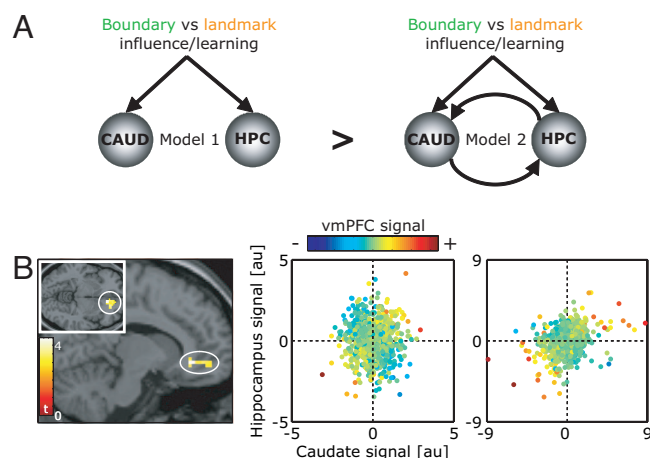 A
Boundary vs landmark
influence/learning
CAUD
Model 1
HPC
>
Boundary vs landmark
influence/learning
CAUD
Model 2
HPC
B
4
t
0
vmPFC signal
- +
Hippocampus signal [au]
5
0
-5
-5 0 5
9
0
-9
-9 0 9
Caudate signal [au]